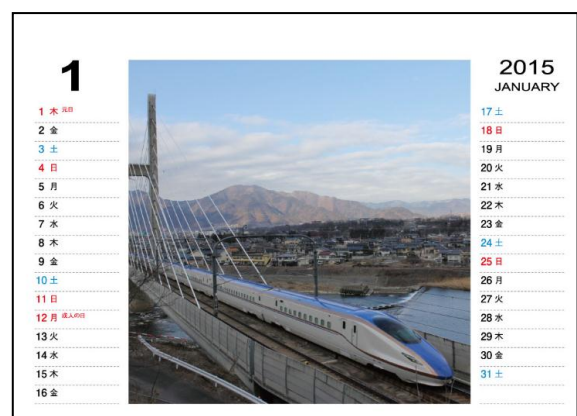 1
1 木 元日
2 金
3 土
4 日
5 月
6 火
7 水
8 木
9 金
10 土
11 日
12 月 成人の日
13 火
14 水
15 木
16 金
2015
JANUARY
17 土
18 日
19 月
20 火
21 水
22 木
23 金
24 土
25 日
26 月
27 火
28 水
29 木
30 金
31 土